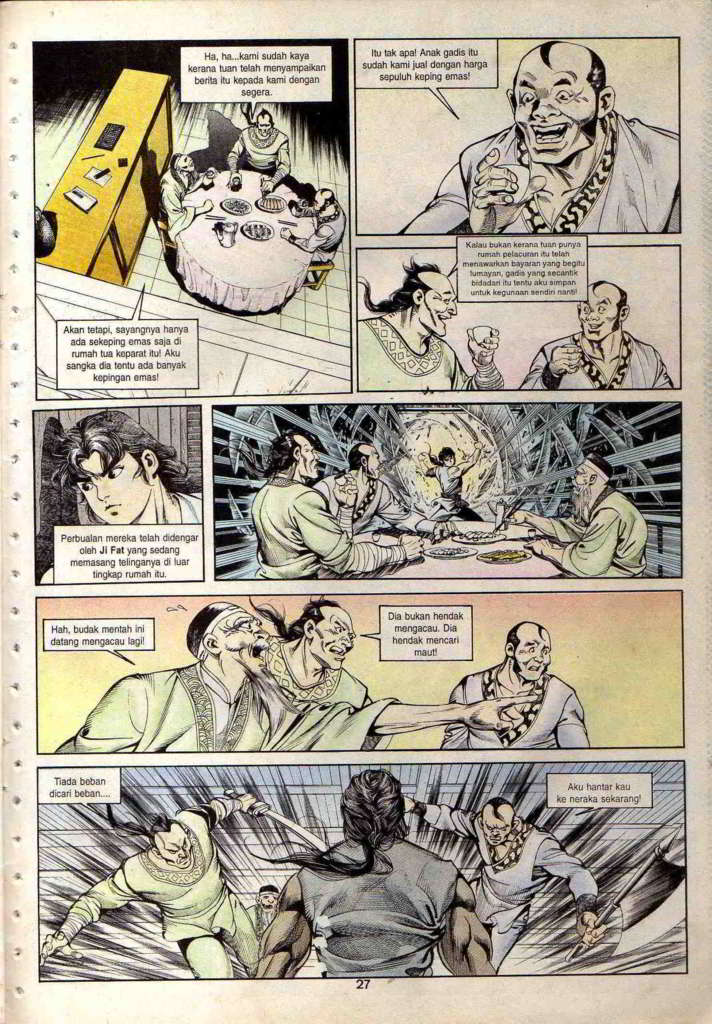 Ha, ha...kami sudah kaya
kerana tuan telah menyampaikan
berita itu kepada kami dengan
segera.
Akan tetapi, sayangnya hanya
ada sekeping emas saja di
rumah tua keparat itu! Aku
sangka dia tentu ada banyak
kepingan emas!
Itu tak apa! Anak gadis itu
sudah kami jual dengan harga
sepuluh keping emas!
Kalau bukan kerana tuan punya
rumah pelacuran itu
menawarkan bayaran yang begitu
lumayan, gadis yang secantik
bidadari itu tentu aku simpan
untuk kegunaan sendiri nanti!
Perbualan mereka telah didengar
oleh Ji Fat yang sedang
memasang telinganya di luar
tingkap rumah itu.
Hah, budak mentah ini
datang mengacau lagi!
Dia bukan hendak
mengacau. Dia
hendak mencari
maut!
Tiada beban
dicari beban....
Aku hantar kau
ke neraka sekarang!
27